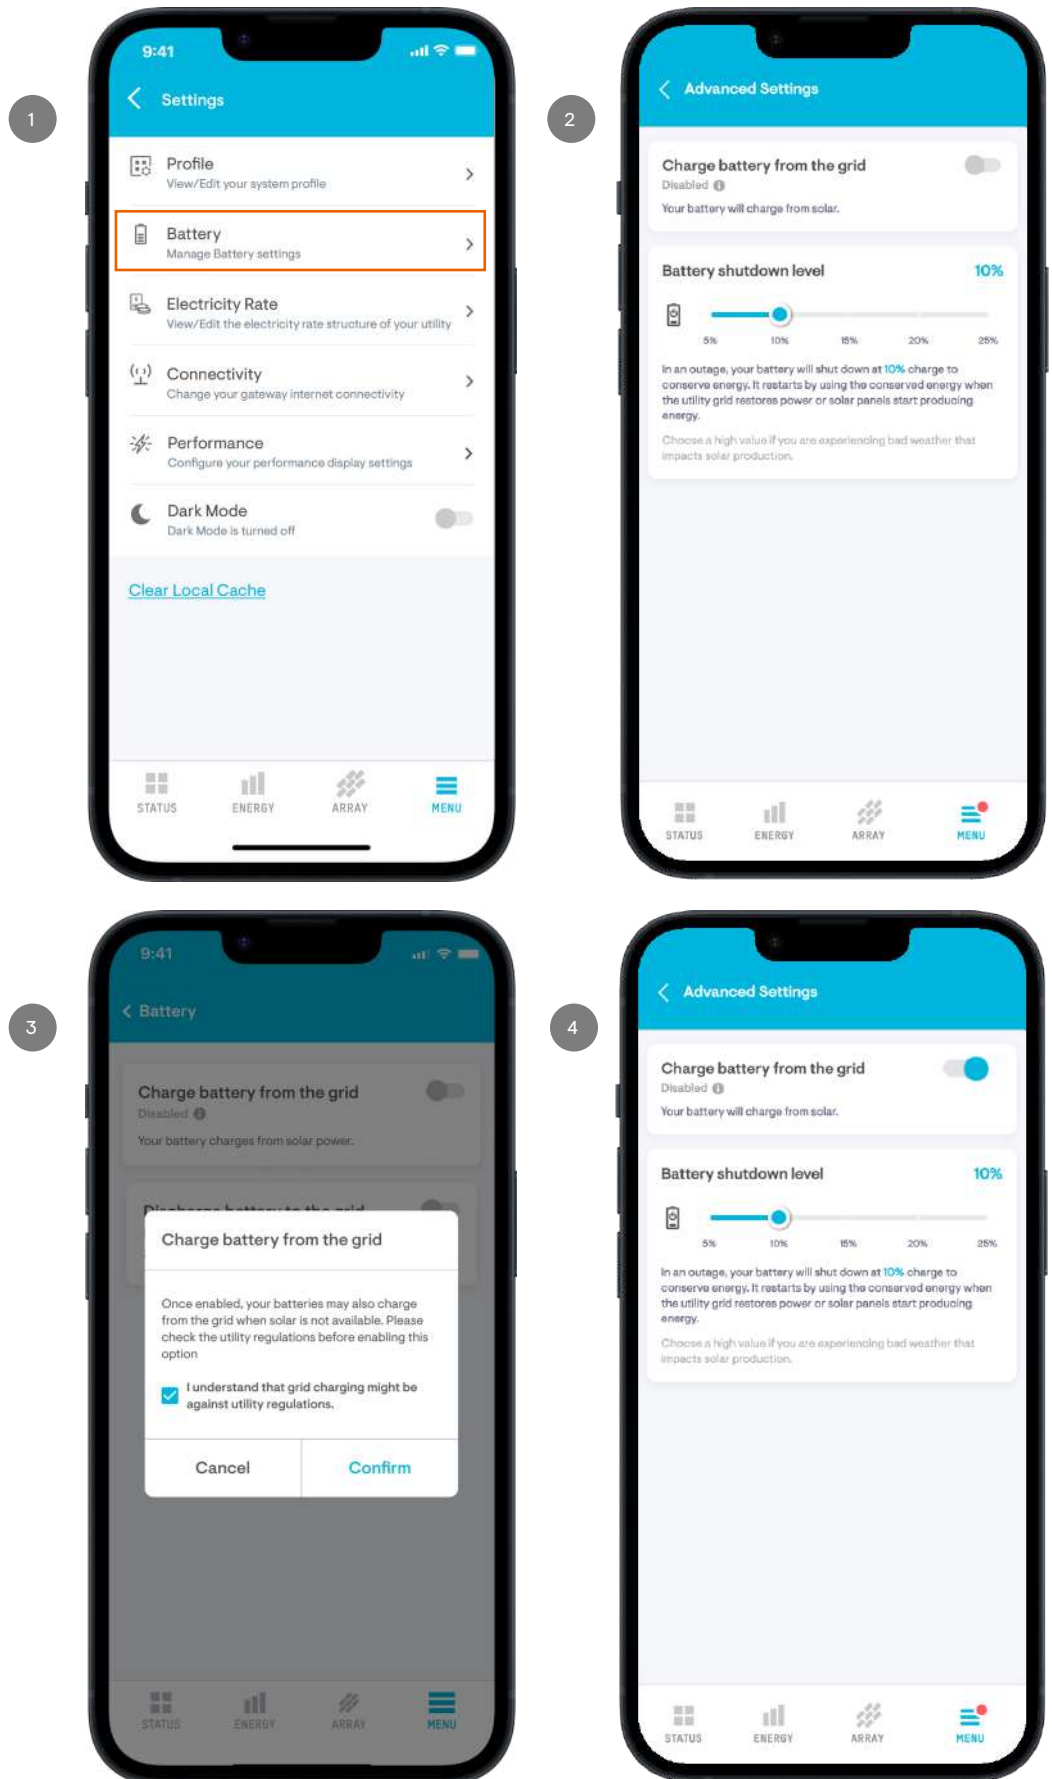 1
9:41
Settings
Profile
View/Edit your system profile
Battery
Manage Battery settings
Electricity Rate
View/Edit the electricity rate structure of your utility
Connectivity
Change your gateway internet connectivity
Performance
Configure your performance display settings
Dark Mode
Dark Mode is turned off
Clear Local Cache
STATUS ENERGY ARRAY MENU
2
Advanced Settings
Charge battery from the grid
Disabled
Your battery will charge from solar.
Battery shutdown level 10%
5% 10% 15% 20% 25%
In an outage, your battery will shut down at 10% charge to
conserve energy. It restarts by using the conserved energy when
the utility grid restores power or solar panels start producing
energy.
Choose a high value if you are experiencing bad weather that
impacts solar production.
STATUS ENERGY ARRAY MENU
3
9:41
Battery
Charge battery from the grid
Disabled
Your battery charges from solar power.
Discharge battery to the grid
Charge battery from the grid
Once enabled, your batteries may also charge
from the grid when solar is not available. Please
check the utility regulations before enabling this
option
I understand that grid charging might be
against utility regulations.
Cancel Confirm
STATUS ENERGY ARRAY MENU
4
Advanced Settings
Charge battery from the grid
Disabled
Your battery will charge from solar.
Battery shutdown level 10%
5% 10% 15% 20% 25%
In an outage, your battery will shut down at 10% charge to
conserve energy. It restarts by using the conserved energy when
the utility grid restores power or solar panels start producing
energy.
Choose a high value if you are experiencing bad weather that
impacts solar production.
STATUS ENERGY ARRAY MENU